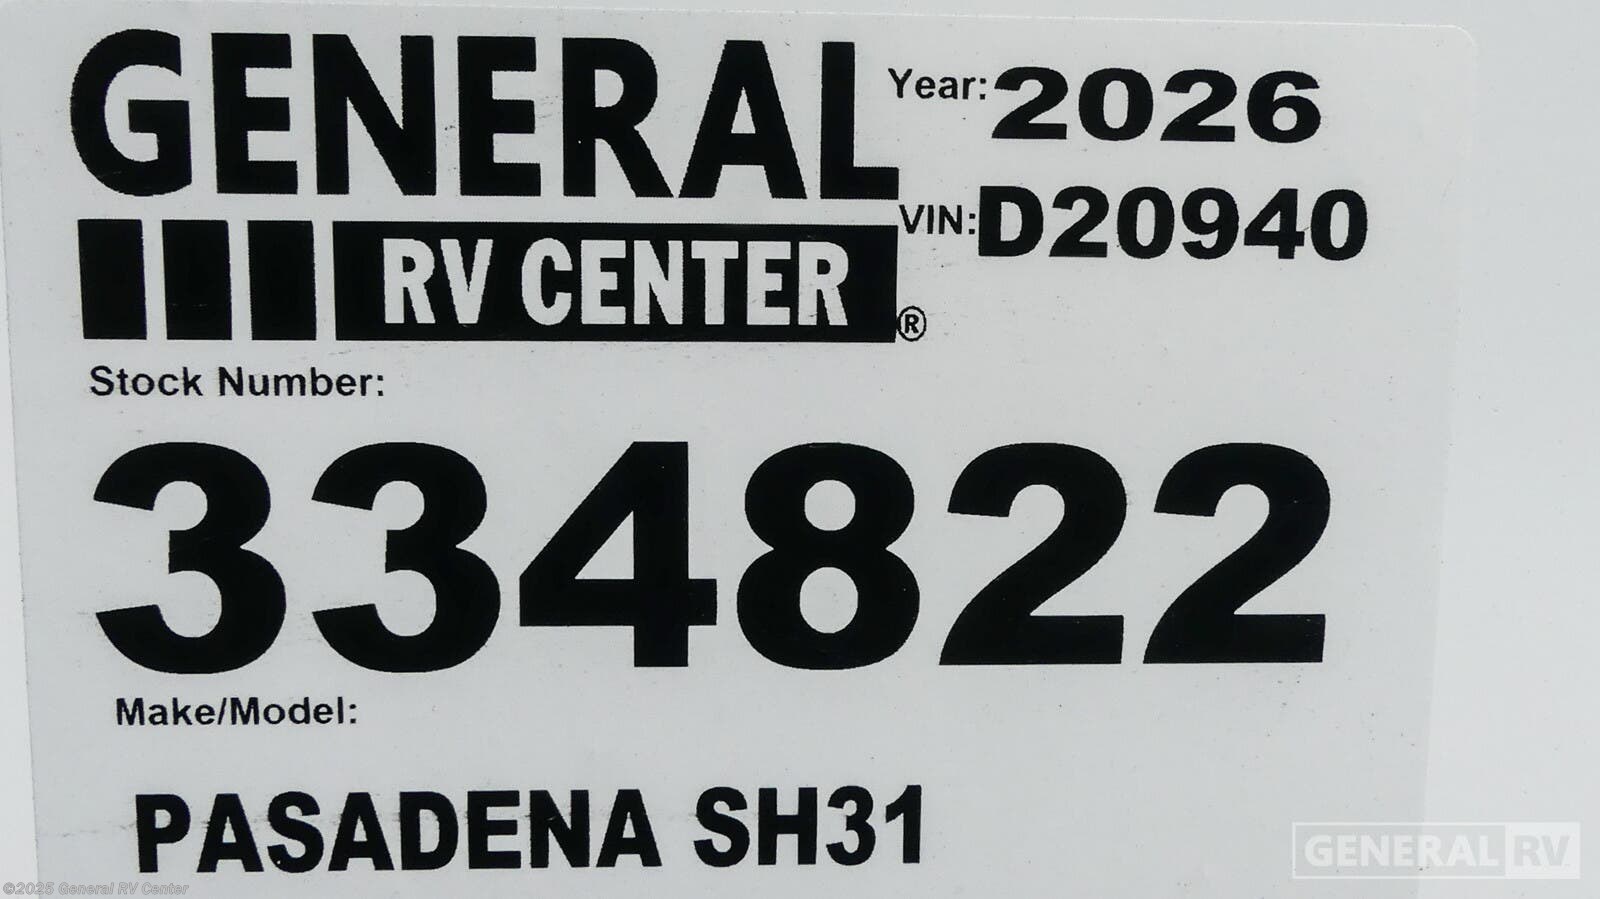 GENERAL
RV CENTER ®
Year: 2026
VIN: D20940
Stock Number:
334822
Make/Model:
PASADENA SH31
GENERAL RV
©2025 General RV Center